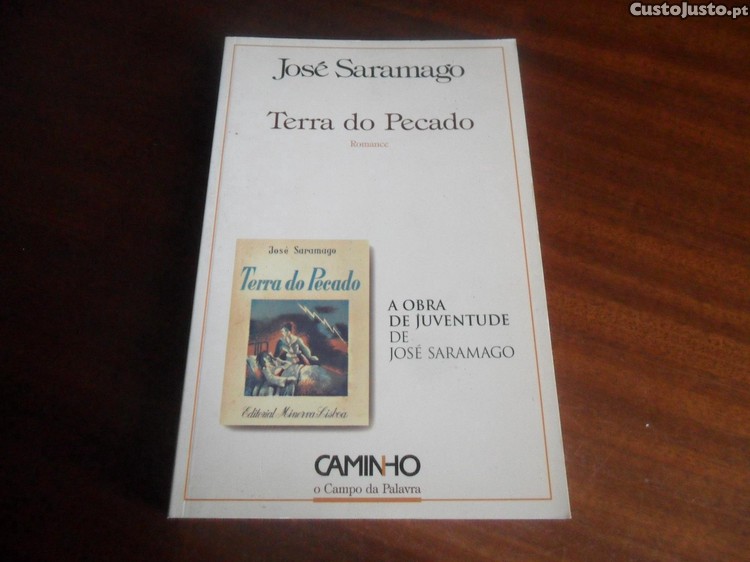 CustoJusto.pt
José Saramago
Terra do Pecado
Romance
José Saramago
Terra do Pecado
Editorial Minerva Lisboa
A OBRA
DE JUVENTUDE
DE
JOSÉ SARAMAGO
CAMINHO
o Campo da Palavra